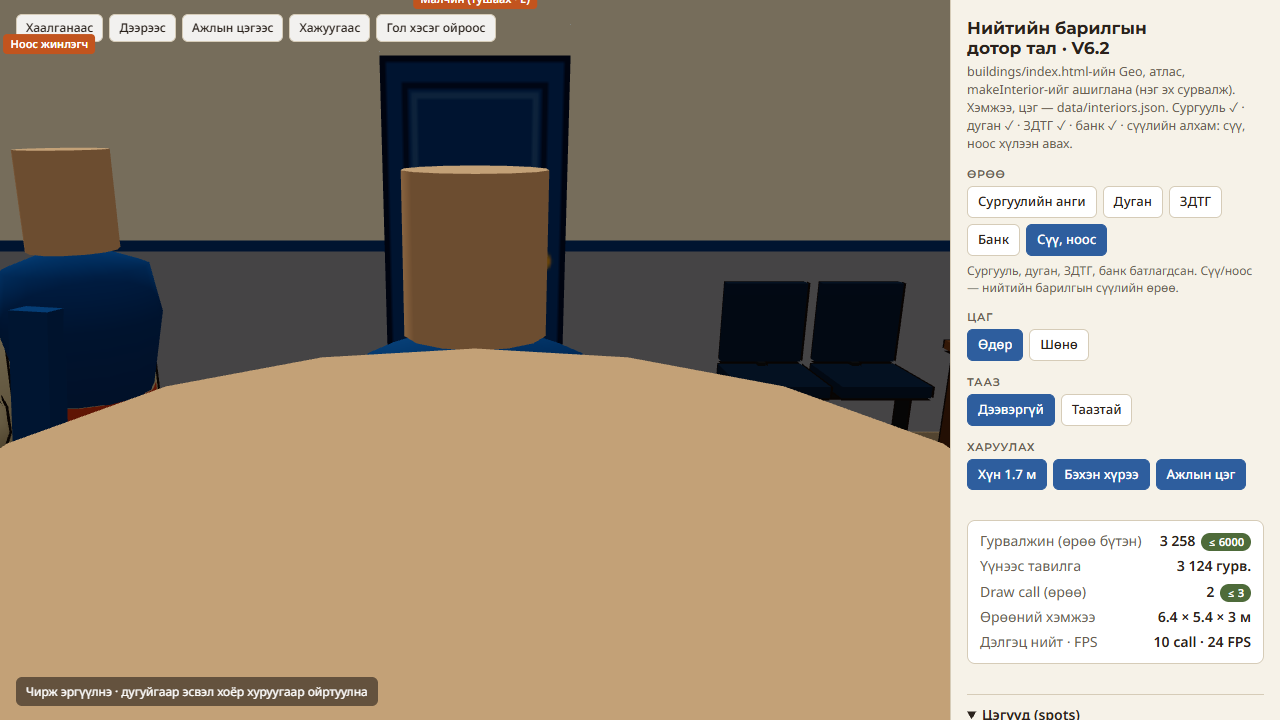 Малчин (тушаах · E)
Хаалганаас
Дээрээс
Ажлын цэгээс
Хажуугаас
Гол хэсэг ойроос
Ноос жинлэгч
Чирж эргүүлнэ · дугуйгаар эсвэл хоёр хуруугаар ойртуулна
Нийтийн барилгын
дотор тал · V6.2
buildings/index.html-ийн Geo, атлас,
makeInterior-ийг ашиглана (нэг эх сурвалж).
Хэмжээ, цэг — data/interiors.json. Сургууль ✓ ·
дуган ✓ · ЗДТГ ✓ · банк ✓ · сүүлийн алхам: сүү,
ноос хүлээн авах.
ӨРӨӨ
Сургуулийн анги
Дуган
ЗДТГ
Банк
Сүү, ноос
Сургууль, дуган, ЗДТГ, банк батлагдсан. Сүү/ноос
— нийтийн барилгын сүүлийн өрөө.
ЦАГ
Өдөр
Шөнө
ТААЗ
Дээвэргүй
Таазтай
ХАРУУЛАХ
Хүн 1.7 м
Бэхэн хүрээ
Ажлын цэг
Гурвалжин (өрөө бүтэн) 3 258 ≤ 6000
Үүнээс тавилга 3 124 гурв.
Draw call (өрөө) 2 ≤ 3
Өрөөний хэмжээ 6.4 × 5.4 × 3 м
Дэлгэц нийт · FPS 10 call · 24 FPS
▼ Цэгууд (spots)